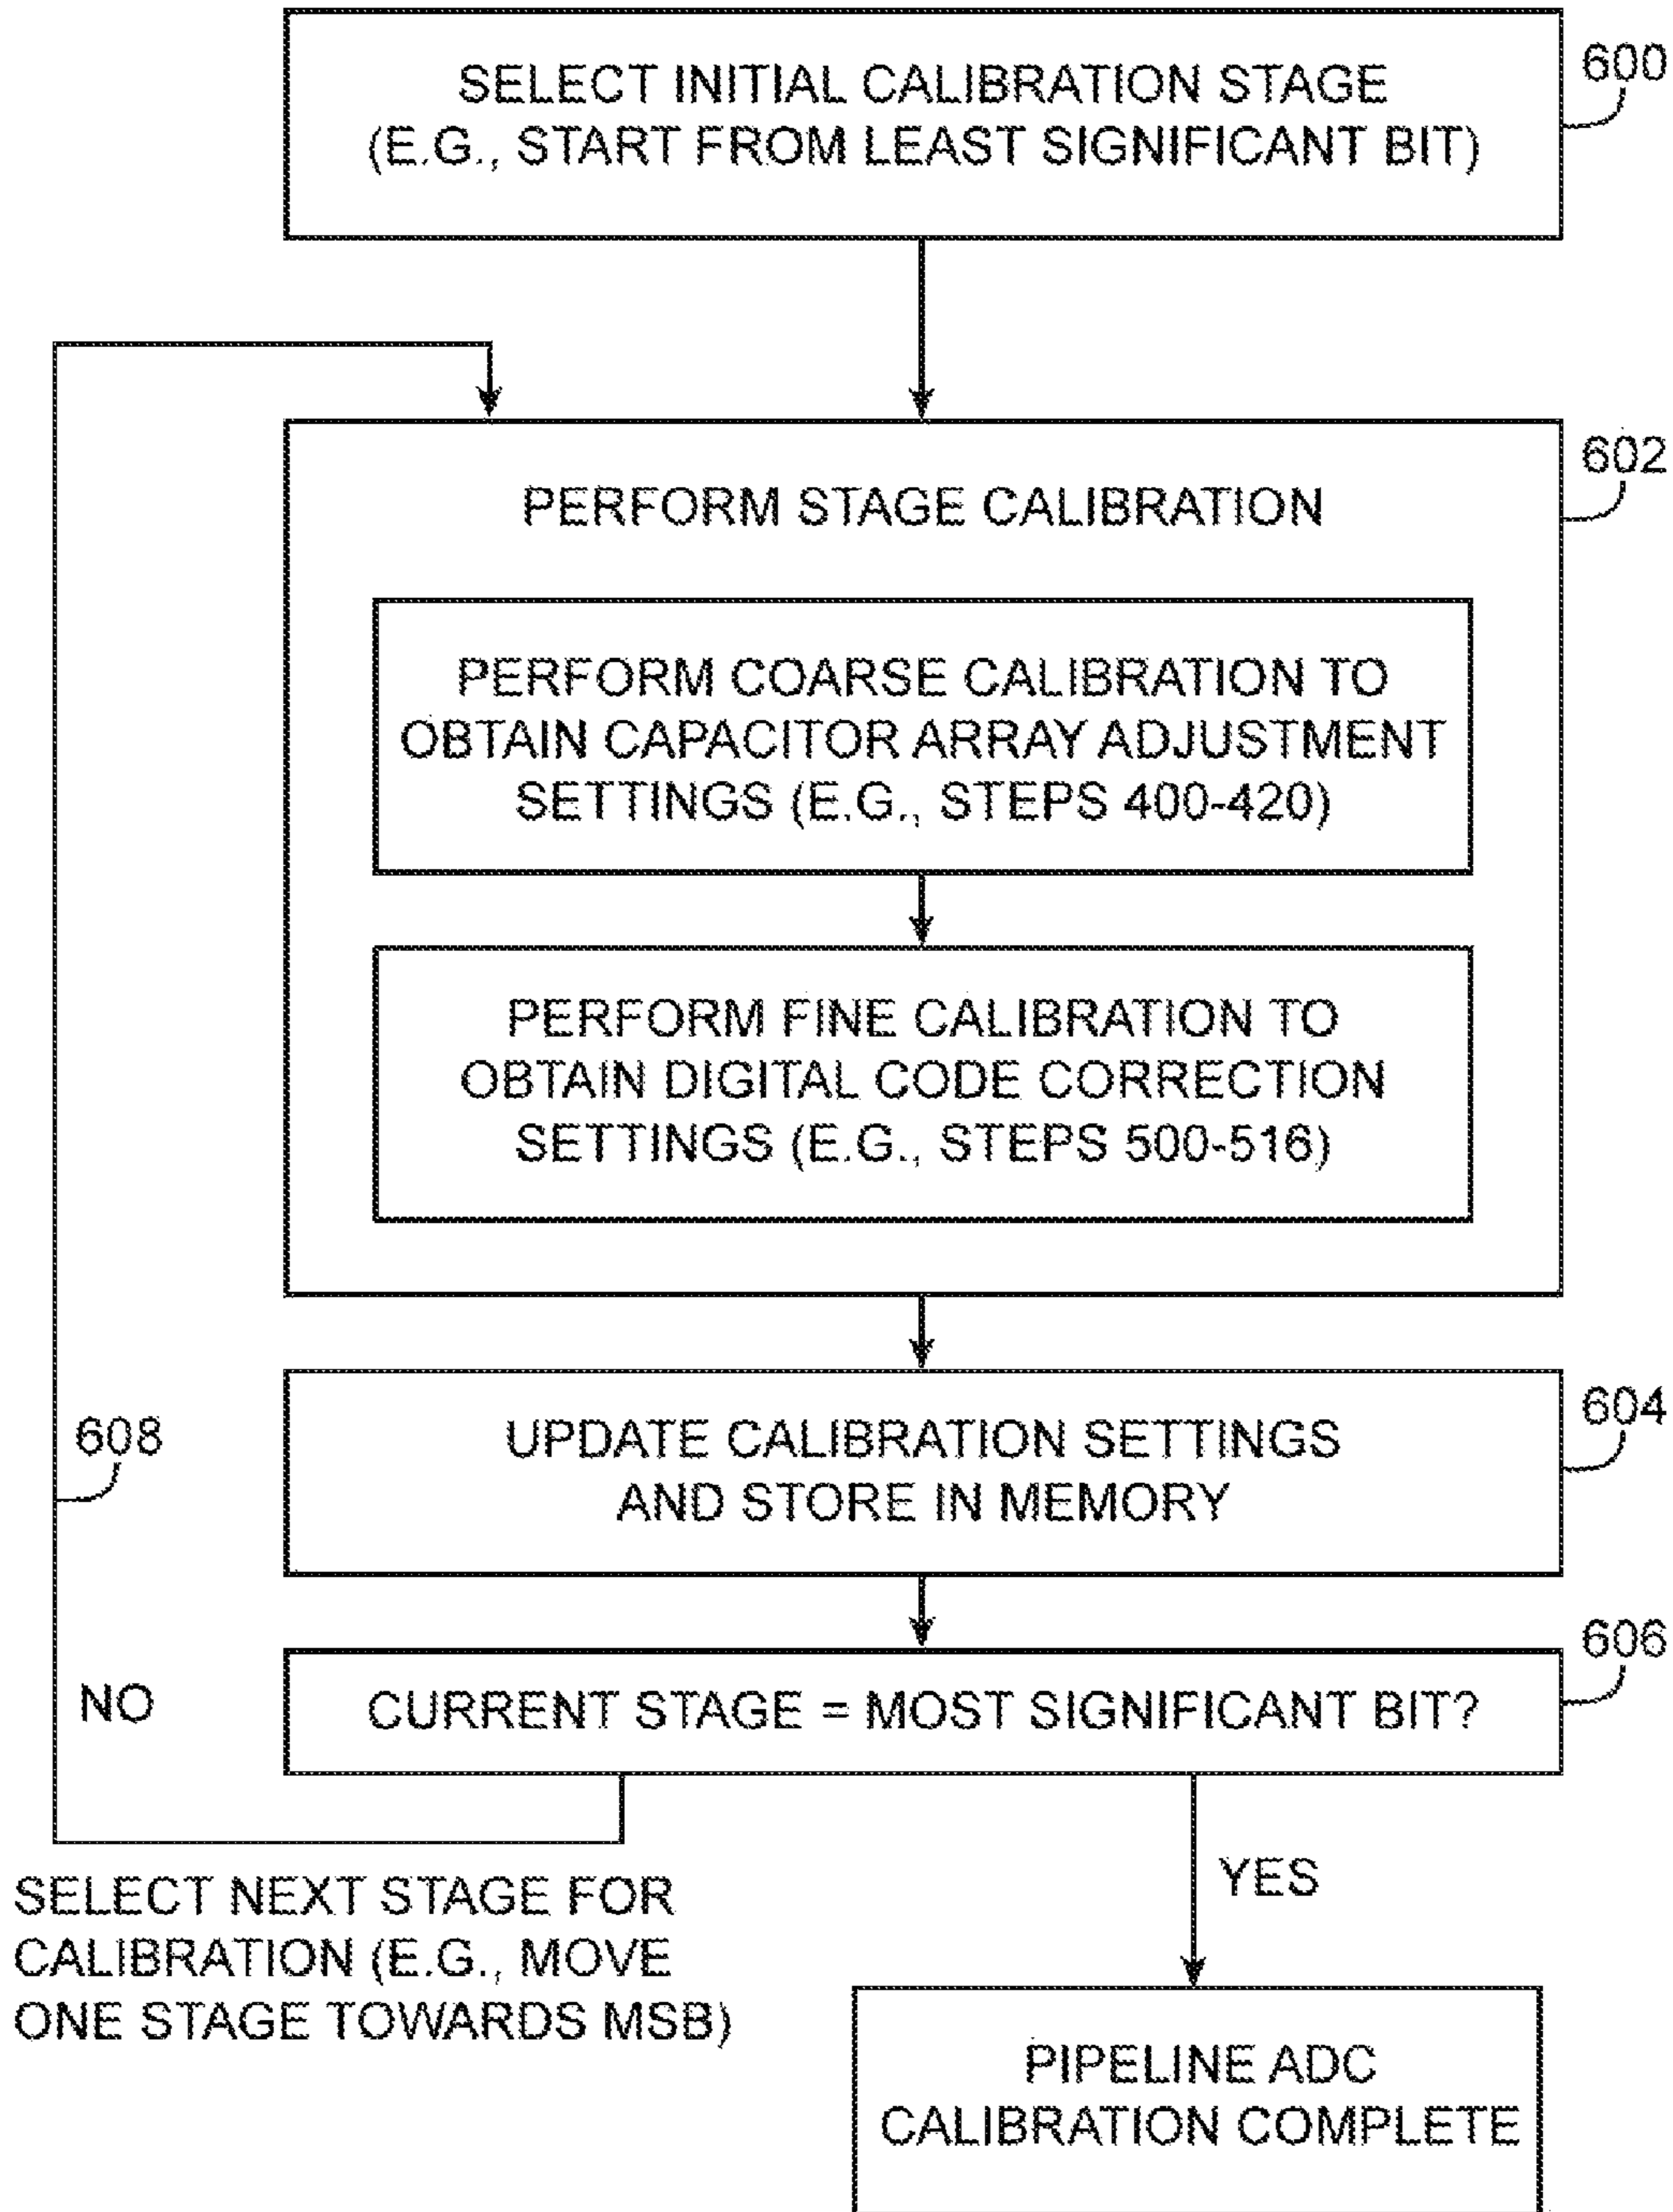 SELECT INITIAL CALIBRATION STAGE
(E.G., START FROM LEAST SIGNIFICANT BIT)
600
602
PERFORM STAGE CALIBRATION
PERFORM COARSE CALIBRATION TO
OBTAIN CAPACITOR ARRAY ADJUSTMENT
SETTINGS (E.G., STEPS 400-420)
PERFORM FINE CALIBRATION TO
OBTAIN DIGITAL CODE CORRECTION
SETTINGS (E.G., STEPS 500-516)
604
UPDATE CALIBRATION SETTINGS
AND STORE IN MEMORY
608
606
CURRENT STAGE = MOST SIGNIFICANT BIT?
NO
YES
SELECT NEXT STAGE FOR
CALIBRATION (E.G., MOVE
ONE STAGE TOWARDS MSB)
PIPELINE ADC
CALIBRATION COMPLETE